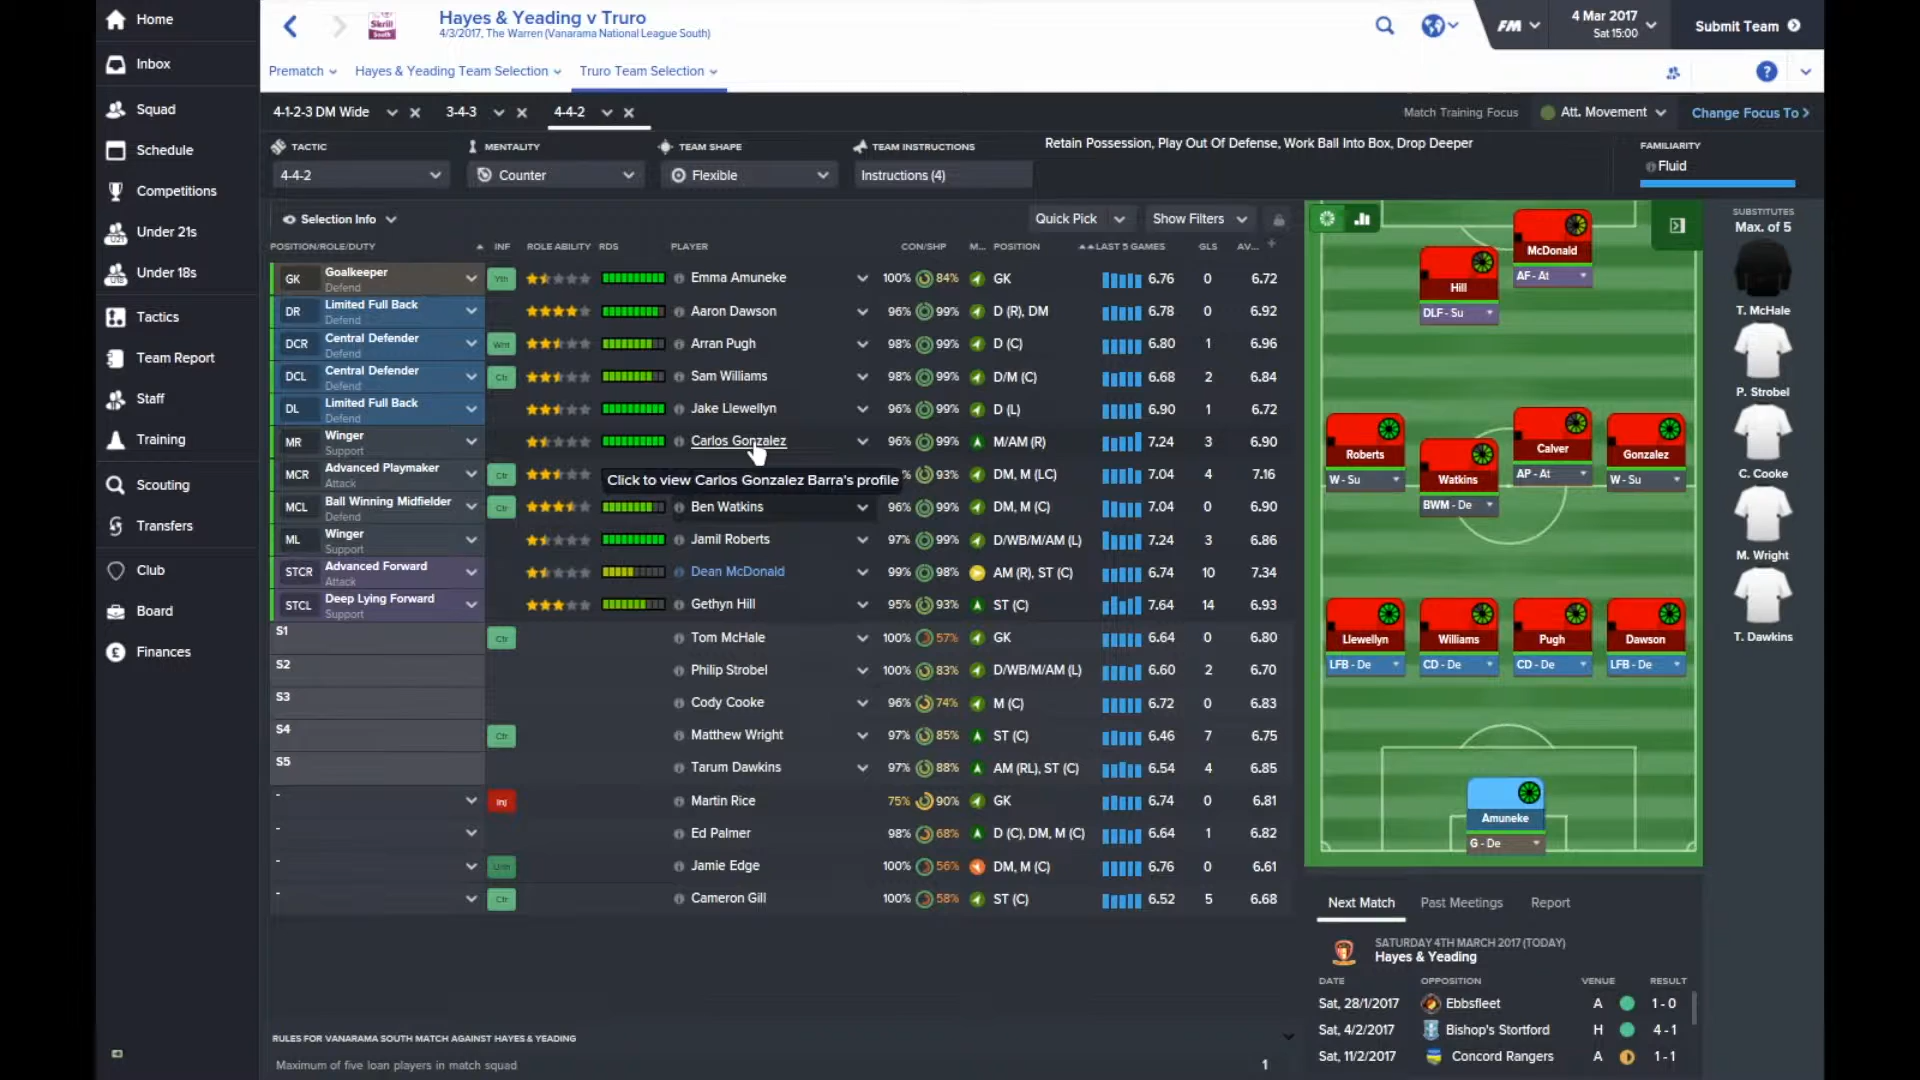 Home
Inbox
Squad
Schedule
Competitions
Under 21s
Under 18s
Tactics
Team Report
Staff
Training
Scouting
Transfers
Club
Board
Finances
Hayes & Yeading v Truro
4/3/2017, The Warren (Vanarama National League South)
FM
4 Mar 2017
Sat 15:00
Submit Team
Prematch
Hayes & Yeading Team Selection
Truro Team Selection
4-1-2-3 DM Wide
3-4-3
4-4-2
Match Training Focus
Att. Movement
Change Focus To >
TACTIC
4-4-2
MENTALITY
Counter
TEAM SHAPE
Flexible
TEAM INSTRUCTIONS
Instructions (4)
Retain Possession, Play Out Of Defense, Work Ball Into Box, Drop Deeper
FAMILIARITY
Fluid
Selection Info
Quick Pick
Show Filters
POSITION/ROLE/DUTY INF ROLE ABILITY RDS PLAYER CON/SHP M... POSITION LAST 5 GAMES GLS AV...
GK Goalkeeper Defend Yth Emma Amuneke 100% 84% GK 6.76 0 6.72
DR Limited Full Back Defend Aaron Dawson 96% 99% D (R), DM 6.78 0 6.92
DCR Central Defender Defend Wnt Arran Pugh 98% 99% D (C) 6.80 1 6.96
DCL Central Defender Defend Ctr Sam Williams 98% 99% D/M (C) 6.68 2 6.84
DL Limited Full Back Defend Jake Llewellyn 96% 99% D (L) 6.90 1 6.72
MR Winger Support Carlos Gonzalez 96% 99% M/AM (R) 7.24 3 6.90
MCR Advanced Playmaker Attack Ctr % 93% DM, M (LC) 7.04 4 7.16
Click to view Carlos Gonzalez Barra's profile
MCL Ball Winning Midfielder Defend Ctr Ben Watkins 96% 99% DM, M (C) 7.04 0 6.90
ML Winger Support Jamil Roberts 97% 99% D/WB/M/AM (L) 7.24 3 6.86
STCR Advanced Forward Attack Dean McDonald 99% 98% AM (R), ST (C) 6.74 10 7.34
STCL Deep Lying Forward Support Gethyn Hill 95% 93% ST (C) 7.64 14 6.93
S1 Ctr Tom McHale 100% 57% GK 6.64 0 6.80
S2 Philip Strobel 100% 83% D/WB/M/AM (L) 6.60 2 6.70
S3 Cody Cooke 96% 74% M (C) 6.72 0 6.83
S4 Ctr Matthew Wright 97% 85% ST (C) 6.46 7 6.75
S5 Tarum Dawkins 97% 88% AM (RL), ST (C) 6.54 4 6.85
- Inj Martin Rice 75% 90% GK 6.74 0 6.81
- Ed Palmer 98% 68% D (C), DM, M (C) 6.64 1 6.82
- Jamie Edge 100% 56% DM, M (C) 6.76 0 6.61
- Ctr Cameron Gill 100% 58% ST (C) 6.52 5 6.68
RULES FOR VANARAMA SOUTH MATCH AGAINST HAYES & YEADING
Maximum of five loan players in match squad 1
McDonald
AF - At
Hill
DLF - Su
Roberts
W - Su
Watkins
BWM - De
Calver
AP - At
Gonzalez
W - Su
Llewellyn
LFB - De
Williams
CD - De
Pugh
CD - De
Dawson
LFB - De
Amuneke
G - De
SUBSTITUTES
Max. of 5
T. McHale
P. Strobel
C. Cooke
M. Wright
T. Dawkins
Next Match
Past Meetings
Report
SATURDAY 4TH MARCH 2017 (TODAY)
Hayes & Yeading
DATE OPPOSITION VENUE RESULT
Sat, 28/1/2017 Ebbsfleet A 1 - 0
Sat, 4/2/2017 Bishop's Stortford H 4 - 1
Sat, 11/2/2017 Concord Rangers A 1 - 1